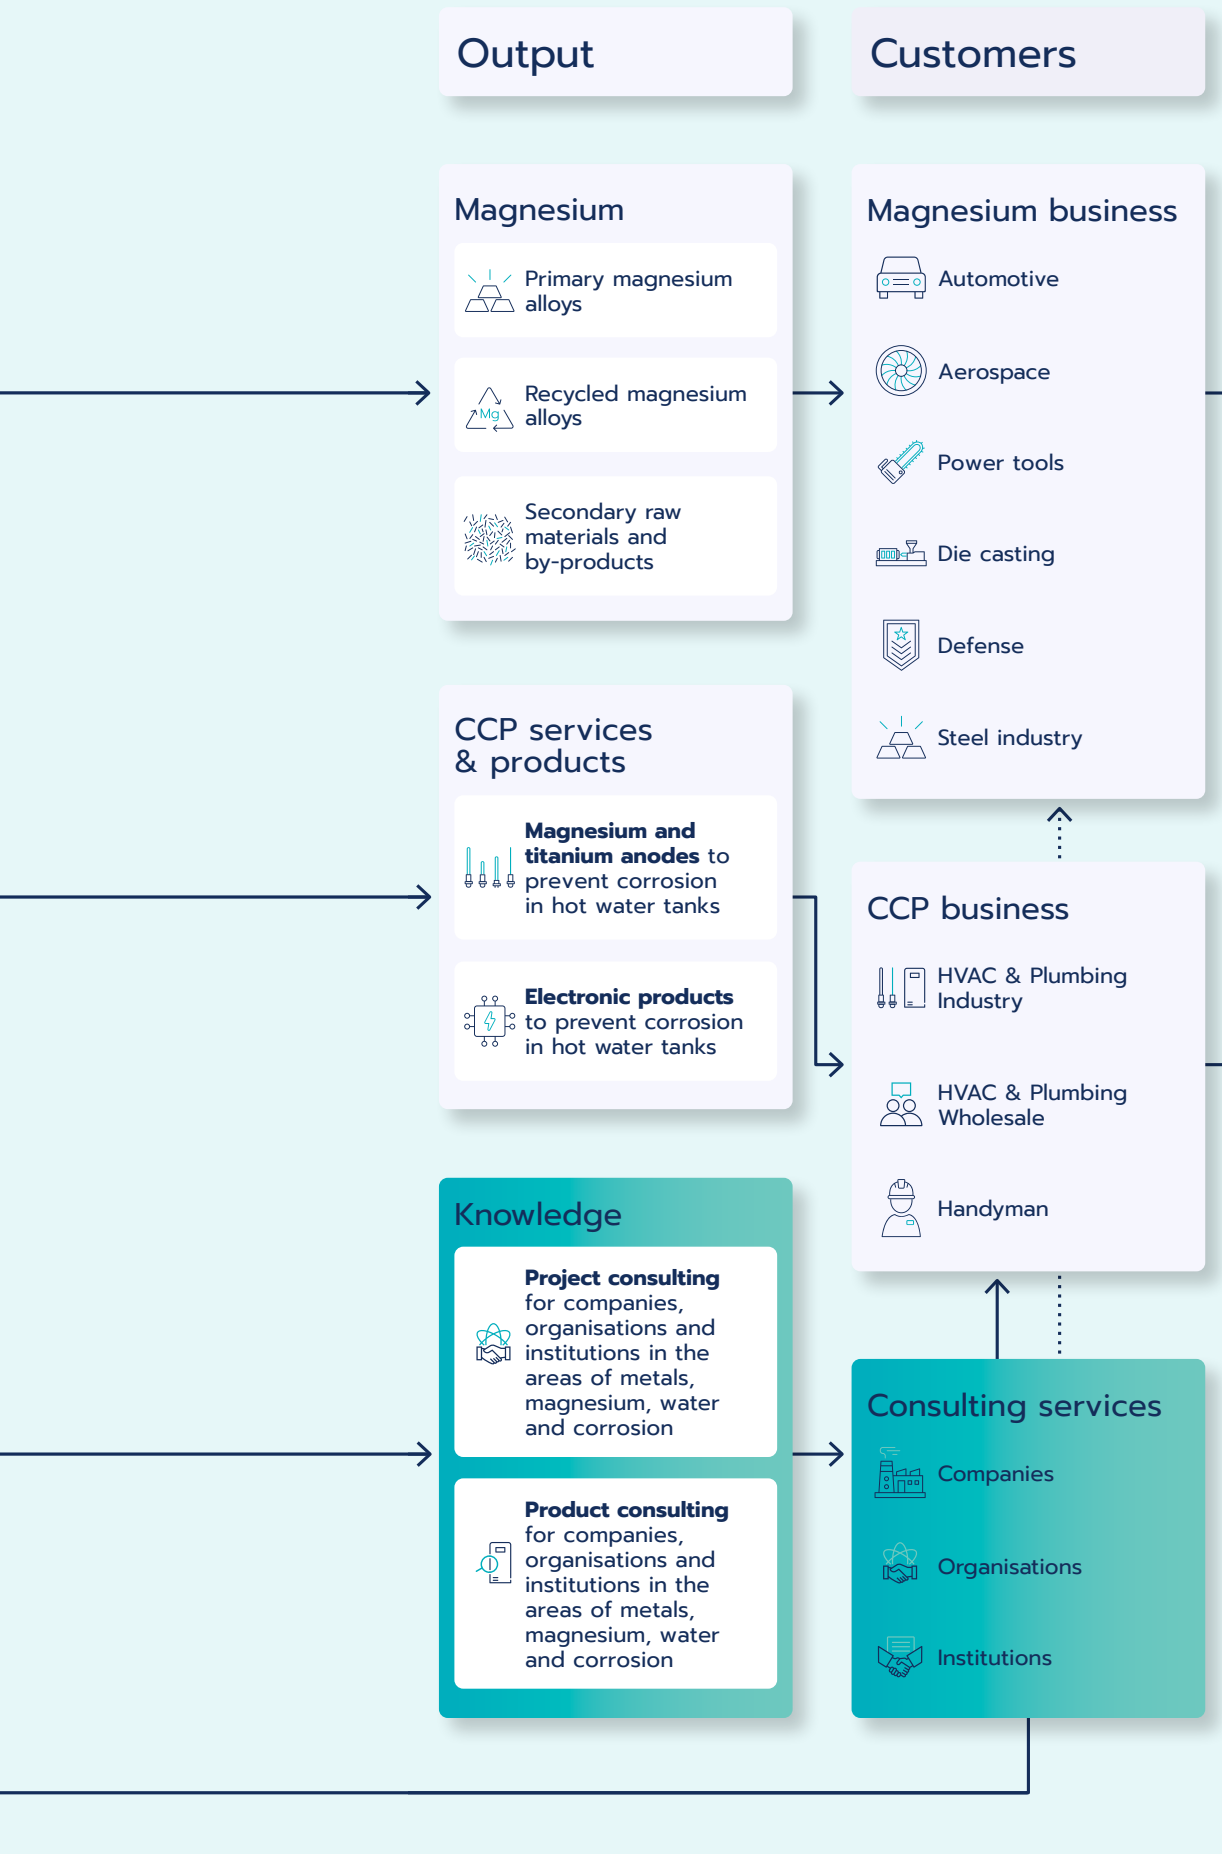 Output
Customers
Magnesium
Primary magnesium
alloys
Mg
Recycled magnesium
alloys
Secondary raw
materials and
by-products
Magnesium business
Automotive
Aerospace
Power tools
Die casting
Defense
Steel industry
CCP services
& products
Magnesium and
titanium anodes to
prevent corrosion
in hot water tanks
Electronic products
to prevent corrosion
in hot water tanks
CCP business
HVAC & Plumbing
Industry
HVAC & Plumbing
Wholesale
Handyman
Knowledge
Project consulting
for companies,
organisations and
institutions in the
areas of metals,
magnesium, water
and corrosion
Product consulting
for companies,
organisations and
institutions in the
areas of metals,
magnesium, water
and corrosion
Consulting services
Companies
Organisations
Institutions